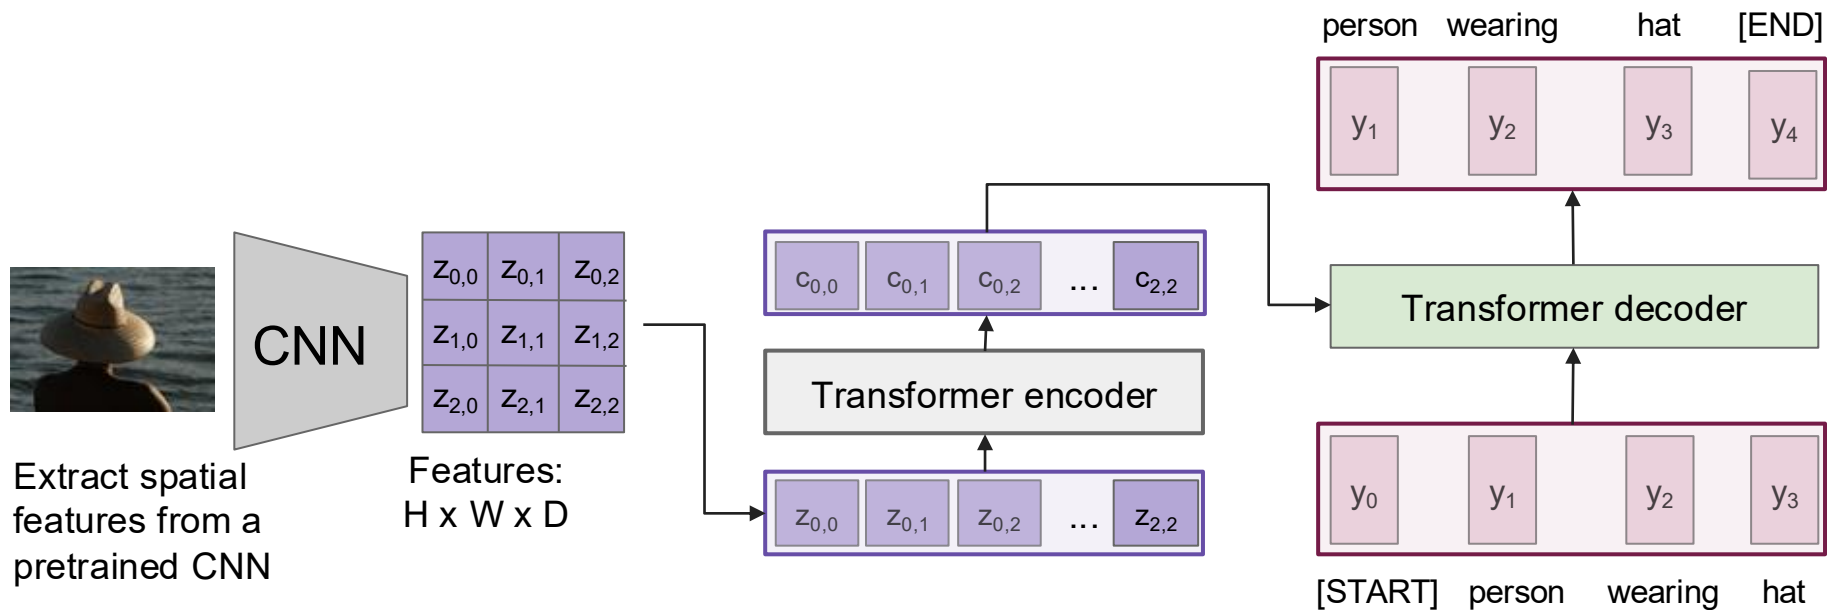 person wearing hat [END]
y1 y2 y3 y4
z0,0 z0,1 z0,2
z1,0 z1,1 z1,2
z2,0 z2,1 z2,2
CNN
c0,0 c0,1 c0,2 ... c2,2
Transformer decoder
Transformer encoder
Extract spatial
features from a
pretrained CNN
Features:
H x W x D
z0,0 z0,1 z0,2 ... z2,2
y0 y1 y2 y3
[START] person wearing hat